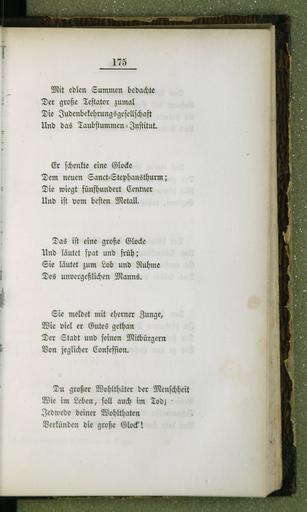 175
Mit edlen Summen bedachte
Der große Testator zumal
Die Judenbekehrungsgesellschaft
Und das Taubstummen-Institut.
Er schenkte eine Glocke
Dem neuen Sanct-Stephansthurm;
Die wiegt fünfhundert Centner
Und ist vom besten Metall.
Das ist eine große Glocke
Und läutet spat und früh;
Sie läutet zum Lob und Ruhme
Des unvergeßlichen Manns.
Sie meldet mit eherner Zunge,
Wie viel er Gutes gethan
Der Stadt und seinen Mitbürgern
Von jeglicher Confession.
Du großer Wohlthäter der Menschheit
Wie im Leben, soll auch im Tod;
Jedwede deiner Wohlthaten
Verkünden die große Glock'!